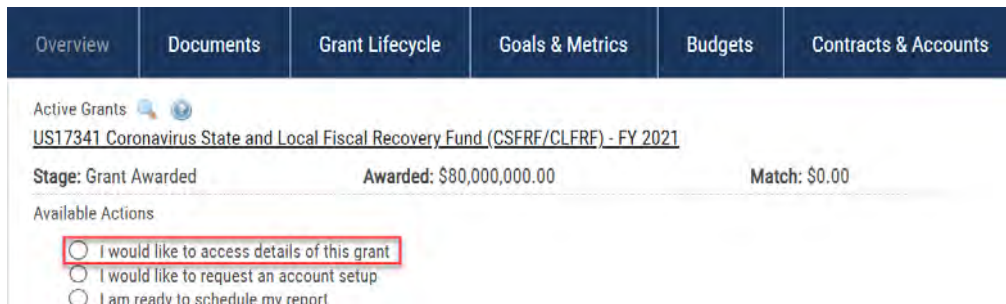 Overview Documents Grant Lifecycle Goals & Metrics Budgets Contracts & Accounts
Active Grants
US17341 Coronavirus State and Local Fiscal Recovery Fund (CSFRF/CLFRF) - FY 2021
Stage: Grant Awarded Awarded: $80,000,000.00 Match: $0.00
Available Actions
I would like to access details of this grant
I would like to request an account setup
I am ready to schedule my report